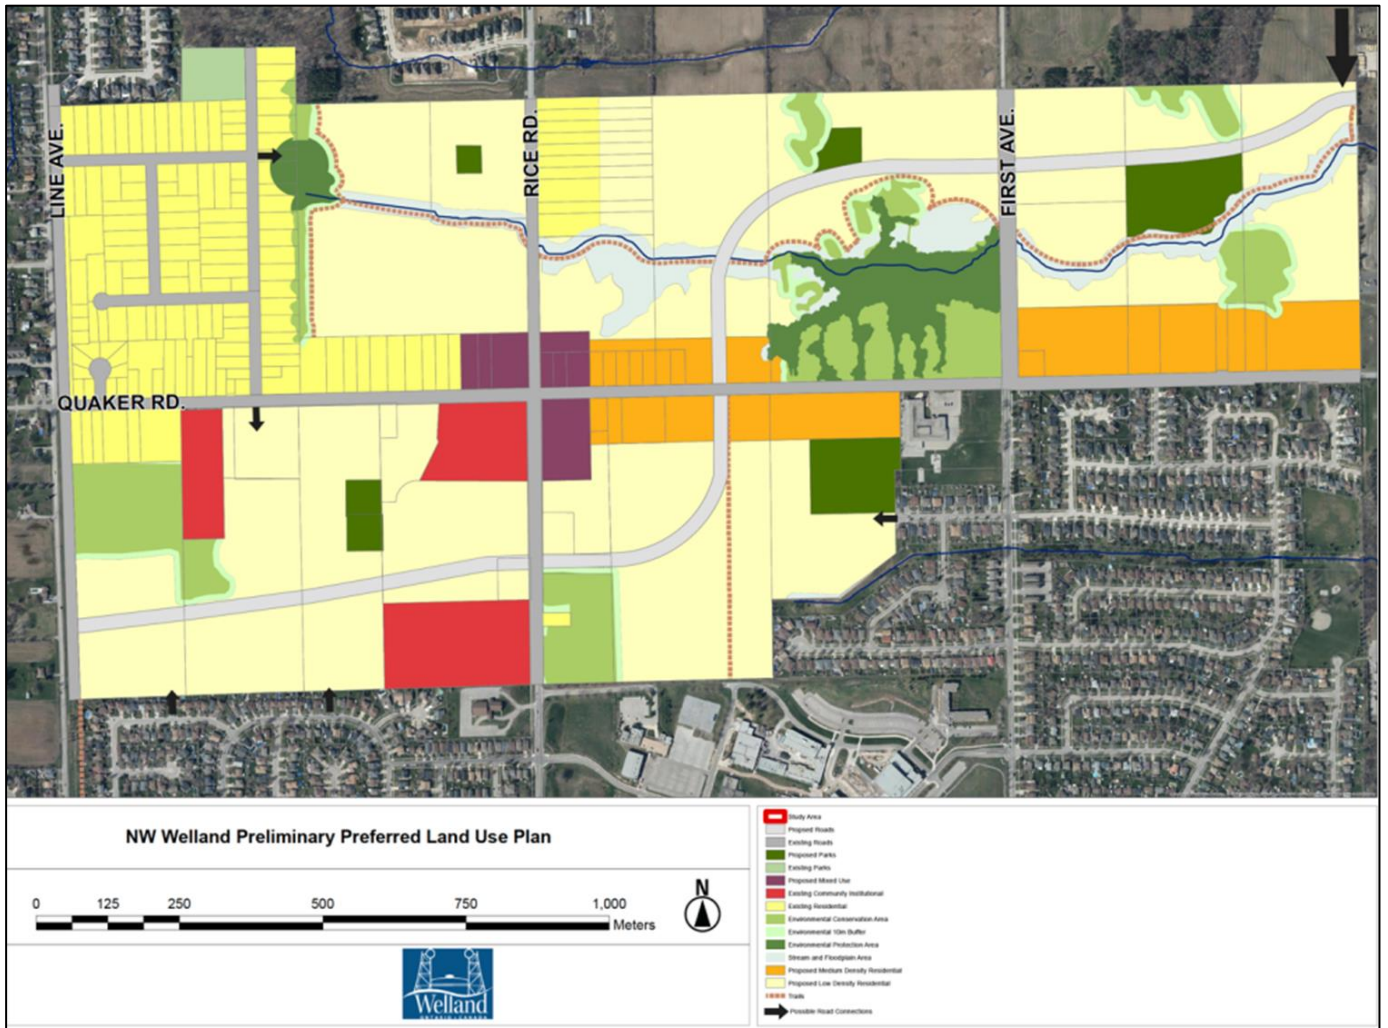 LINE AVE.
RICE RD.
FIRST AVE.
QUAKER RD.
NW Welland Preliminary Preferred Land Use Plan
0 125 250 500 750 1,000
Meters
N
Welland
ONTARIO CANADA
Study Area
Proposed Roads
Existing Roads
Proposed Parks
Existing Parks
Proposed Mixed Use
Existing Community Institutional
Existing Residential
Environmental Conservation Area
Environmental 10m Buffer
Environmental Protection Area
Stream and Floodplain Area
Proposed Medium Density Residential
Proposed Low Density Residential
Trails
Possible Road Connections